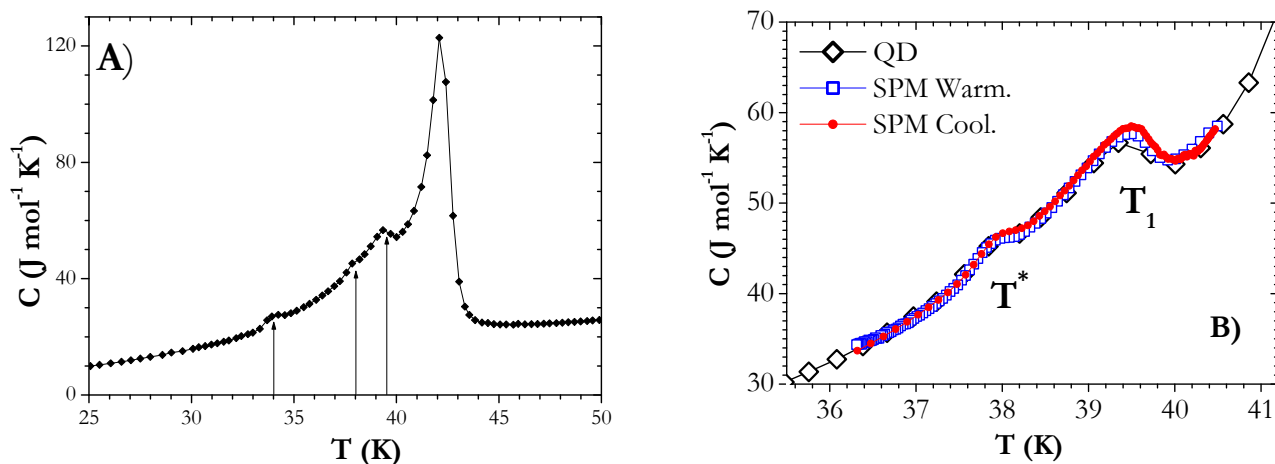 A)
120
80
40
0
C (J mol⁻¹ K⁻¹)
25 30 35 40 45 50
T (K)
70
60
50
40
30
C (J mol⁻¹ K⁻¹)
QD
SPM Warm.
SPM Cool.
T₁
T*
B)
36 37 38 39 40 41
T (K)